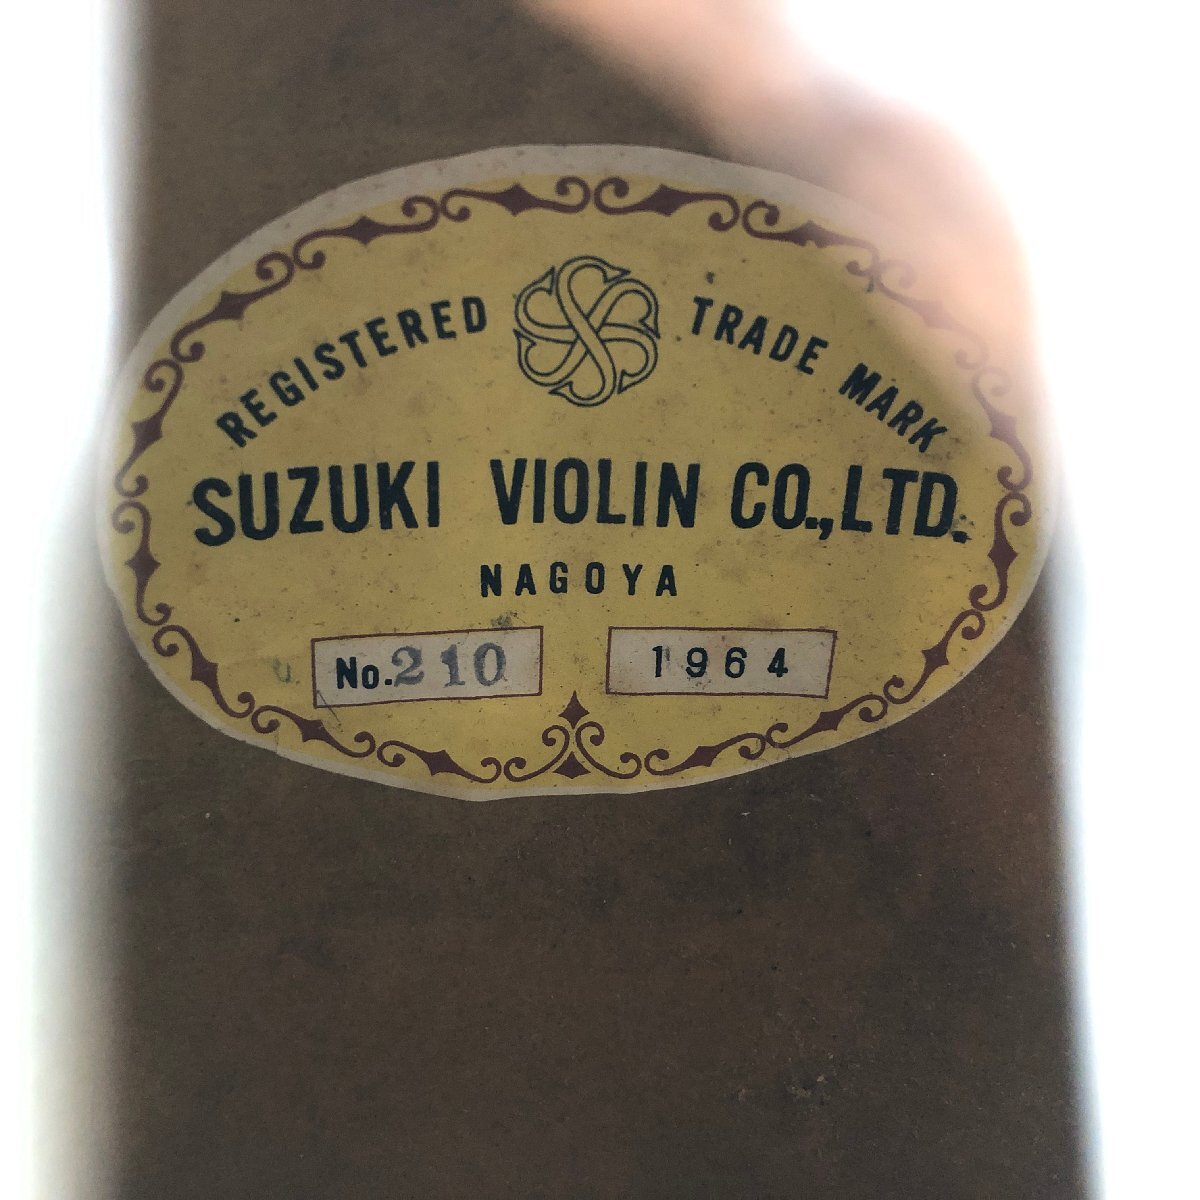 REGISTERED TRADE MARK
SUZUKI VIOLIN CO.,LTD.
NAGOYA
No.210 1964